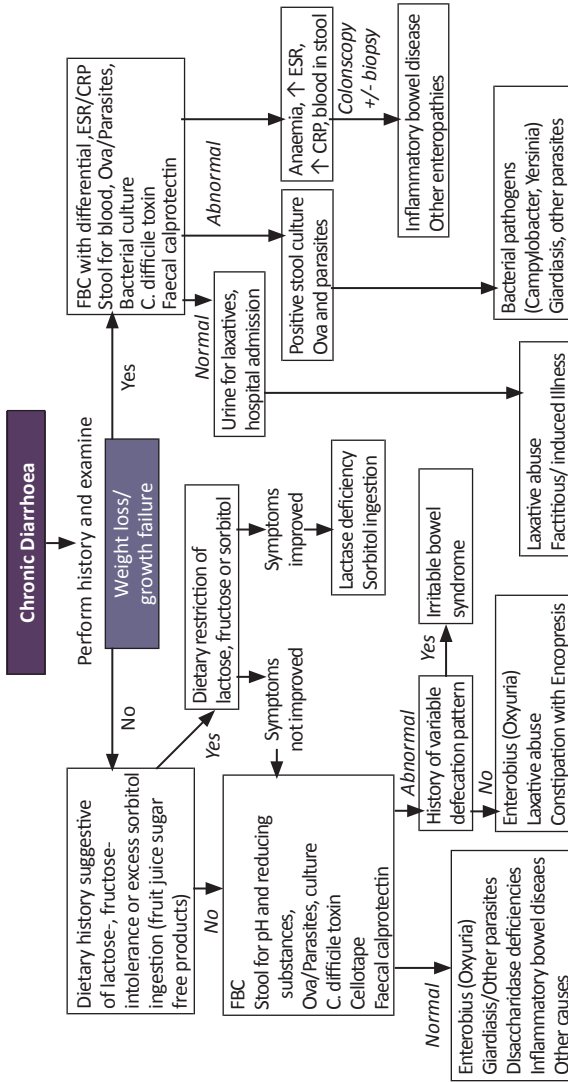 Chronic Diarrhoea
Perform history and examine
Weight loss/
growth failure
No
Yes
Dietary history suggestive
of lactose-, fructose-
intolerance or excess sorbitol
ingestion (fruit juice sugar
free products)
Yes
No
Dietary restriction of
lactose, fructose or sorbitol
Symptoms
not improved
Symptoms
improved
Lactase deficiency
Sorbitol ingestion
FBC
Stool for pH and reducing
substances,
Ova/Parasites, culture
C. difficile toxin
Cellotape
Faecal calprotectin
Normal
Abnormal
History of variable
defecation pattern
Yes
Irritable bowel
syndrome
No
Enterobius (Oxyuria)
Laxative abuse
Constipation with Encopresis
Enterobius (Oxyuria)
Giardiasis/Other parasites
DIsaccharidase deficiencies
Inflammatory bowel diseaes
Other causes
FBC with differential ,ESR/CRP
Stool for blood, Ova/Parasites,
Bacterial culture
C. difficile toxin
Faecal calprotectin
Normal
Abnormal
Urine for laxatives,
hospital admission
Laxative abuse
Factitious/ induced Illness
Positive stool culture
Ova and parasites
Bacterial pathogens
(Campylobacter, Yersinia)
Giardiasis, other parasites
Anaemia, ↑ ESR,
↑ CRP, blood in stool
Colonscopy
+/- biopsy
Inflammatory bowel disease
Other enteropathies